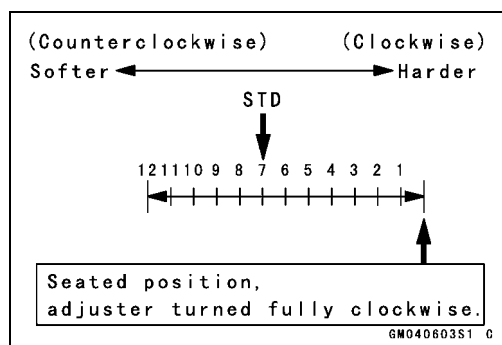 (Counterclockwise) (Clockwise)
Softer Harder
STD
12 11 10 9 8 7 6 5 4 3 2 1
Seated position,
adjuster turned fully clockwise.
GM040603S1 C